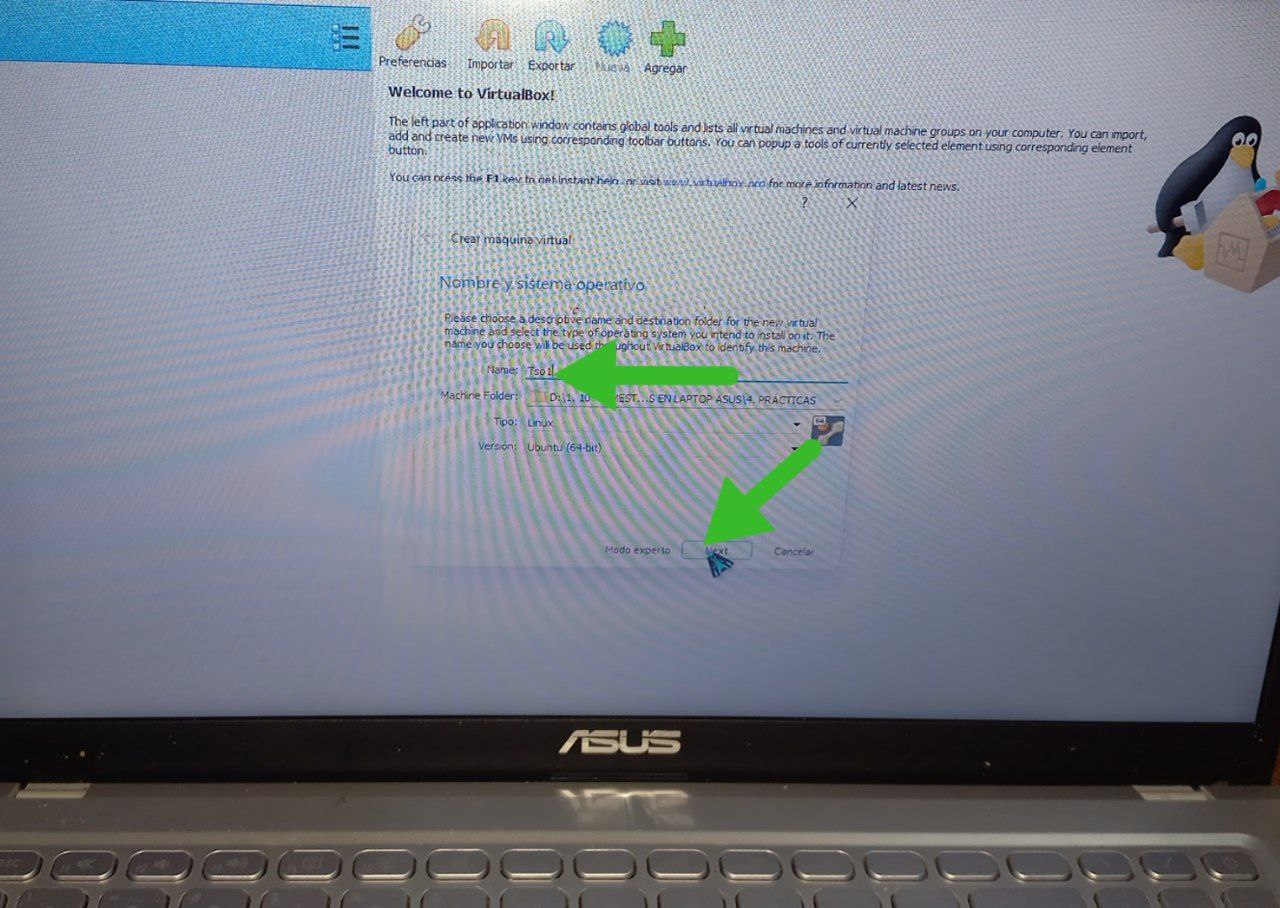 Preferencias Importar Exportar Nueva Agregar
Welcome to VirtualBox!
The left part of application window contains global tools and lists all virtual machines and virtual machine groups on your computer. You can import,
add and create new VMs using corresponding toolbar buttons. You can popup a tools of currently selected element using corresponding element
button.
You can press the F1 key to get instant help, or visit www.virtualbox.org for more information and latest news.
?
Crear máquina virtual
Nombre y sistema operativo
Please choose a descriptive name and destination folder for the new virtual
machine and select the type of operating system you intend to install on it. The
name you choose will be used throughout VirtualBox to identify this machine.
Name: Tso1
Machine Folder: D:\1. 10 MEST...S EN LAPTOP ASUS\4. PRACTICAS
Tipo: Linux
64
Versión: Ubuntu (64-bit)
Modo experto Next Cancelar
VM
ASUS
esc